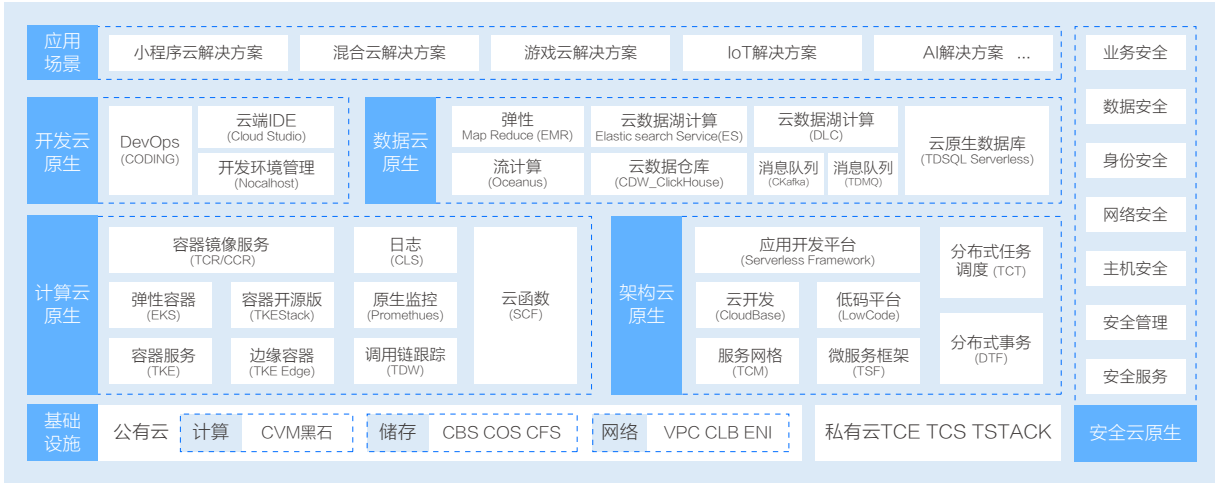 应用
场景
小程序云解决方案
混合云解决方案
游戏云解决方案
IoT解决方案
AI解决方案 ...
开发云
原生
DevOps
(CODING)
云端IDE
(Cloud Studio)
开发环境管理
(Nocalhost)
数据云
原生
弹性
Map Reduce (EMR)
云数据湖计算
Elastic search Service(ES)
云数据湖计算
(DLC)
流计算
(Oceanus)
云数据仓库
(CDW_ClickHouse)
消息队列
(CKafka)
消息队列
(TDMQ)
云原生数据库
(TDSQL Serverless)
计算云
原生
容器镜像服务
(TCR/CCR)
日志
(CLS)
弹性容器
(EKS)
容器开源版
(TKEStack)
原生监控
(Promethues)
容器服务
(TKE)
边缘容器
(TKE Edge)
调用链跟踪
(TDW)
云函数
(SCF)
架构云
原生
应用开发平台
(Serverless Framework)
云开发
(CloudBase)
低码平台
(LowCode)
服务网格
(TCM)
微服务框架
(TSF)
分布式任务
调度 (TCT)
分布式事务
(DTF)
基础
设施
公有云
计算
CVM黑石
储存
CBS COS CFS
网络
VPC CLB ENI
私有云TCE TCS TSTACK
业务安全
数据安全
身份安全
网络安全
主机安全
安全管理
安全服务
安全云原生